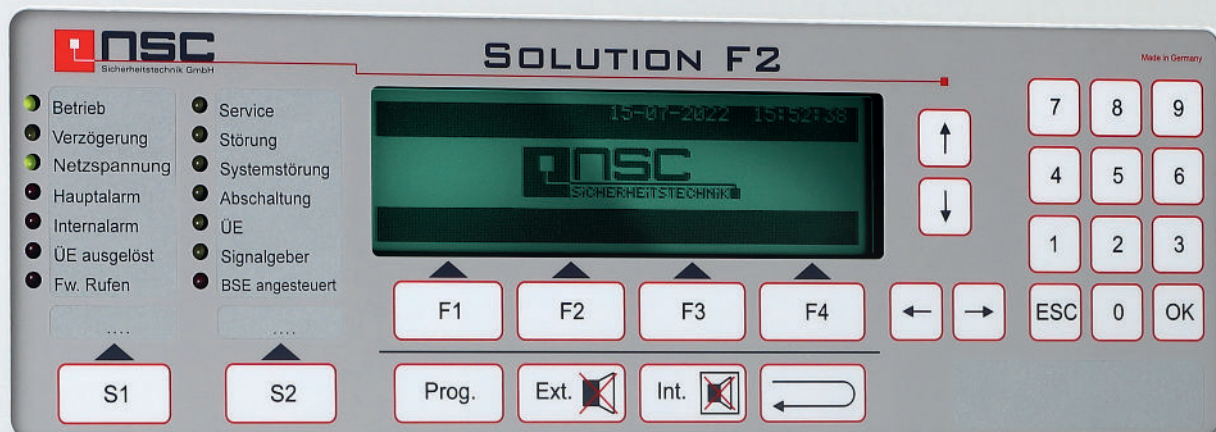 nsc
Sicherheitstechnik GmbH
SOLUTION F2
Made in Germany
Betrieb
Verzögerung
Netzspannung
Hauptalarm
Internalarm
ÜE ausgelöst
Fw. Rufen
....
S1
Service
Störung
Systemstörung
Abschaltung
ÜE
Signalgeber
BSE angesteuert
....
S2
15-07-2022 15:52:38
nsc
SICHERHEITSTECHNIK
F1 F2 F3 F4
Prog. Ext. Int.
↑
↓
← →
7 8 9
4 5 6
1 2 3
ESC 0 OK